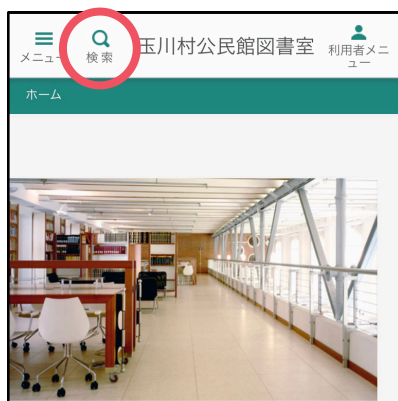 メニュー
検索
玉川村公民館図書室
利用者メニ
ュー
ホーム